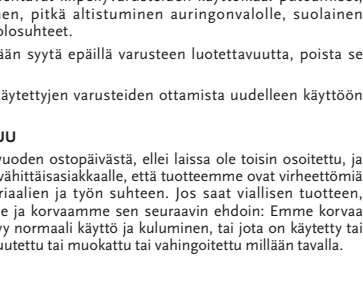 en, pitkä altistuminen auringonvalolle, suolainen
olosuhteet.
ään syytä epäillä varusteen luotettavuutta, poista se
äytettyjen varusteiden ottamista uudelleen käyttöön
UU
vuoden ostopäivästä, ellei laissa ole toisin osoitettu, ja
vähittäisasiakkaalle, että tuotteemme ovat virheettömiä
riaalien ja työn suhteen. Jos saat viallisen tuotteen,
e ja korvaamme sen seuraavin ehdoin: Emme korvaa
yy normaali käyttö ja kuluminen, tai jota on käytetty tai
uutettu tai muokattu tai vahingoitettu millään tavalla.